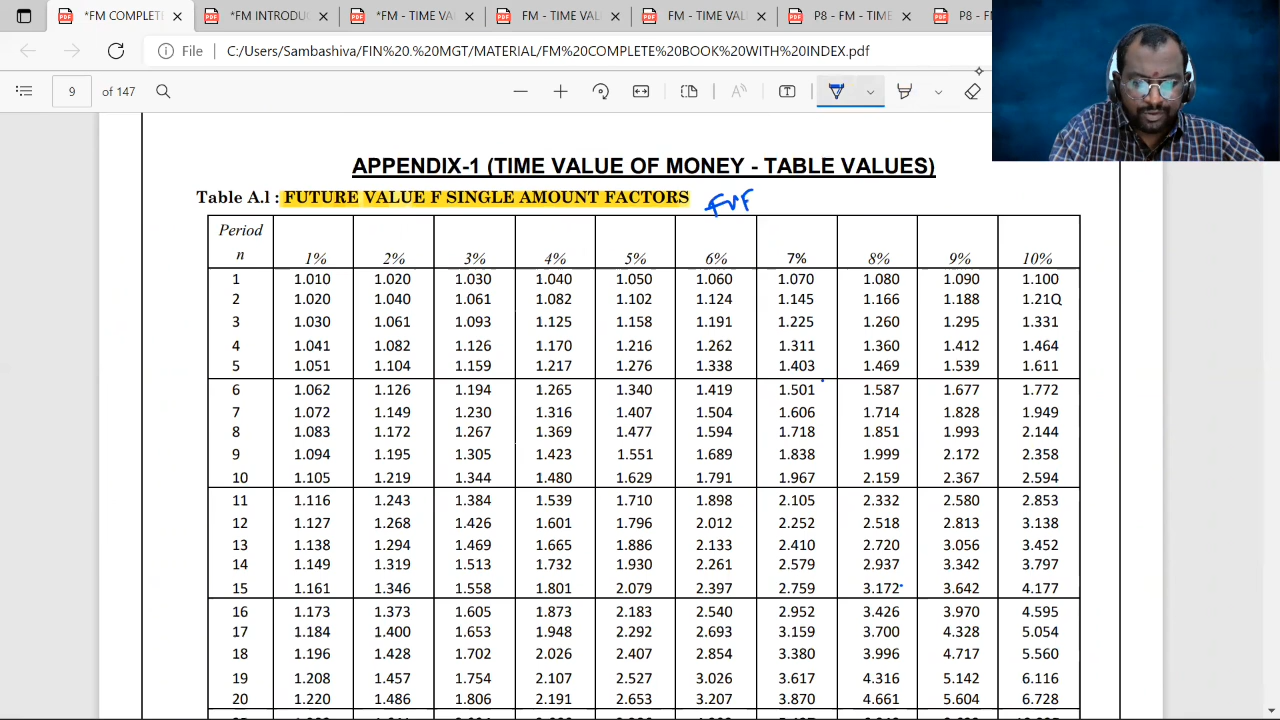 *FM COMPLETE
*FM INTRODU
*FM - TIME VA
FM - TIME VAL
FM - TIME VAL
P8 - FM - TIME
P8 - F
File C:/Users/Sambashiva/FIN%20.%20MGT/MATERIAL/FM%20COMPLETE%20BOOK%20WITH%20INDEX.pdf
9 of 147
APPENDIX-1 (TIME VALUE OF MONEY - TABLE VALUES)
Table A.l : FUTURE VALUE F SINGLE AMOUNT FACTORS FVF
Period
n 1% 2% 3% 4% 5% 6% 7% 8% 9% 10%
1 1.010 1.020 1.030 1.040 1.050 1.060 1.070 1.080 1.090 1.100
2 1.020 1.040 1.061 1.082 1.102 1.124 1.145 1.166 1.188 1.21Q
3 1.030 1.061 1.093 1.125 1.158 1.191 1.225 1.260 1.295 1.331
4 1.041 1.082 1.126 1.170 1.216 1.262 1.311 1.360 1.412 1.464
5 1.051 1.104 1.159 1.217 1.276 1.338 1.403 1.469 1.539 1.611
6 1.062 1.126 1.194 1.265 1.340 1.419 1.501 1.587 1.677 1.772
7 1.072 1.149 1.230 1.316 1.407 1.504 1.606 1.714 1.828 1.949
8 1.083 1.172 1.267 1.369 1.477 1.594 1.718 1.851 1.993 2.144
9 1.094 1.195 1.305 1.423 1.551 1.689 1.838 1.999 2.172 2.358
10 1.105 1.219 1.344 1.480 1.629 1.791 1.967 2.159 2.367 2.594
11 1.116 1.243 1.384 1.539 1.710 1.898 2.105 2.332 2.580 2.853
12 1.127 1.268 1.426 1.601 1.796 2.012 2.252 2.518 2.813 3.138
13 1.138 1.294 1.469 1.665 1.886 2.133 2.410 2.720 3.056 3.452
14 1.149 1.319 1.513 1.732 1.930 2.261 2.579 2.937 3.342 3.797
15 1.161 1.346 1.558 1.801 2.079 2.397 2.759 3.172 3.642 4.177
16 1.173 1.373 1.605 1.873 2.183 2.540 2.952 3.426 3.970 4.595
17 1.184 1.400 1.653 1.948 2.292 2.693 3.159 3.700 4.328 5.054
18 1.196 1.428 1.702 2.026 2.407 2.854 3.380 3.996 4.717 5.560
19 1.208 1.457 1.754 2.107 2.527 3.026 3.617 4.316 5.142 6.116
20 1.220 1.486 1.806 2.191 2.653 3.207 3.870 4.661 5.604 6.728